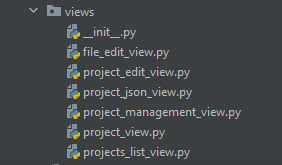 views
__init__.py
file_edit_view.py
project_edit_view.py
project_json_view.py
project_management_view.py
project_view.py
projects_list_view.py